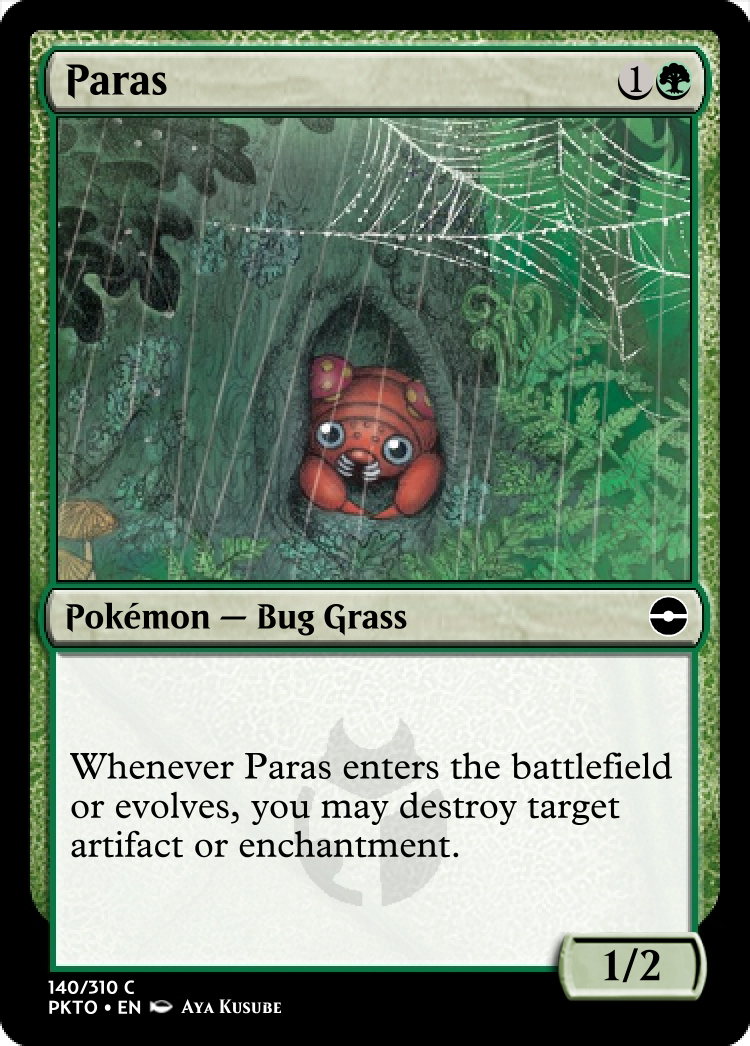 Paras 1
Pokémon — Bug Grass
Whenever Paras enters the battlefield
or evolves, you may destroy target
artifact or enchantment.
1/2
140/310 C
PKTO • EN Aya Kusube